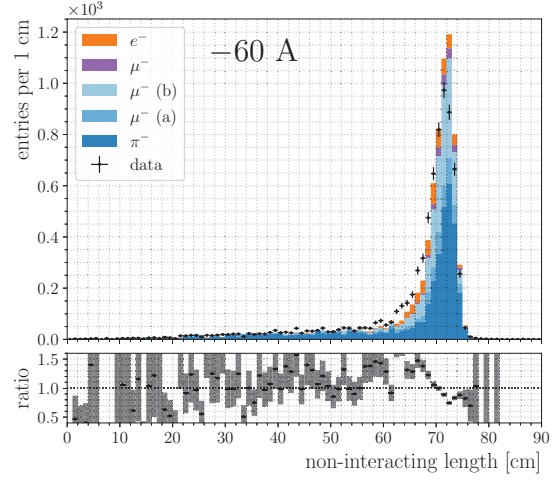 ×10³
−60 A
e⁻
μ⁻
μ⁻ (b)
μ⁻ (a)
π⁻
data
entries per 1 cm
1.2
1.0
0.8
0.6
0.4
0.2
0.0
ratio
1.5
1.0
0.5
0 10 20 30 40 50 60 70 80 90
non-interacting length [cm]